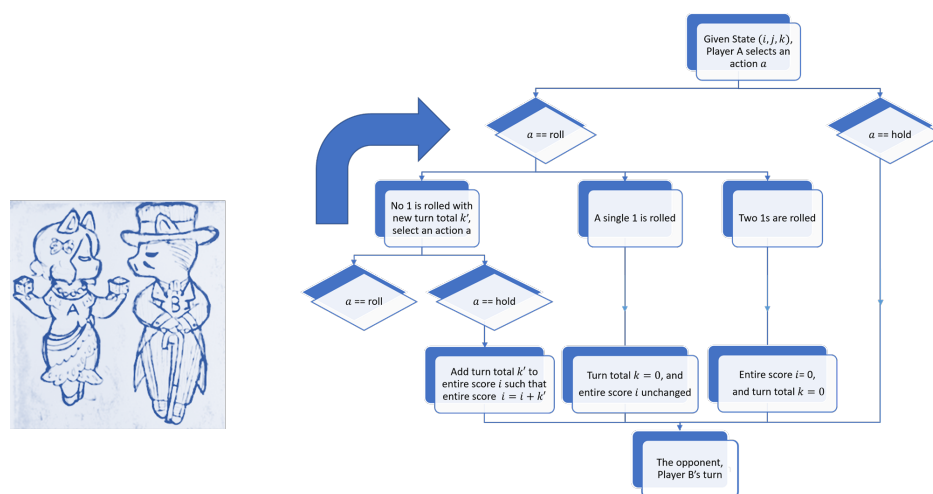 Given State (i, j, k),
Player A selects an
action a
a == roll
a == hold
No 1 is rolled with
new turn total k′,
select an action a
A single 1 is rolled
Two 1s are rolled
a == roll
a == hold
Add turn total k′ to
entire score i such that
entire score i = i + k′
Turn total k = 0, and
entire score i unchanged
Entire score i= 0,
and turn total k = 0
The opponent,
Player B's turn
A
B